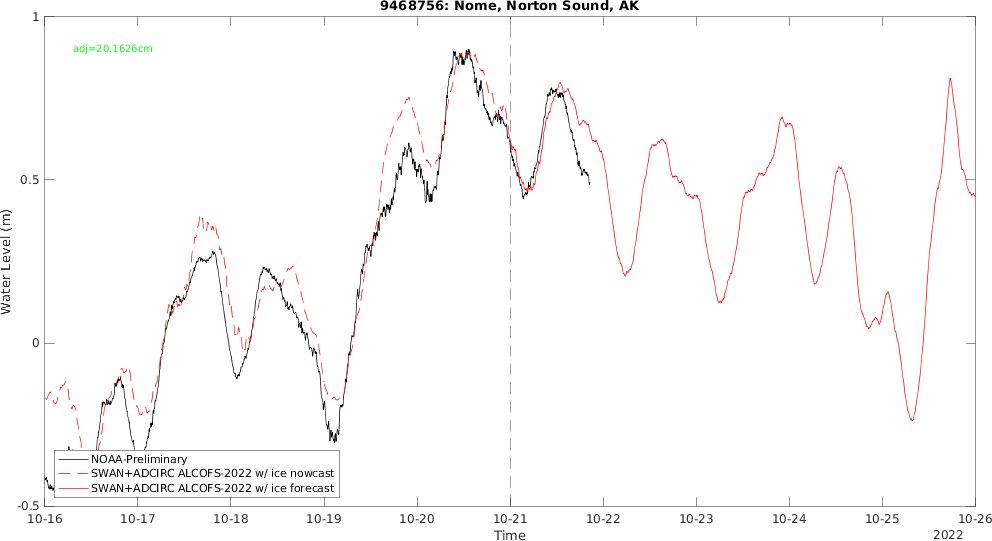 9468756: Nome, Norton Sound, AK
adj=20.1626cm
1
0.5
0
-0.5
Water Level (m)
NOAA-Preliminary
SWAN+ADCIRC ALCOFS-2022 w/ ice nowcast
SWAN+ADCIRC ALCOFS-2022 w/ ice forecast
10-16 10-17 10-18 10-19 10-20 10-21 10-22 10-23 10-24 10-25 10-26
Time
2022